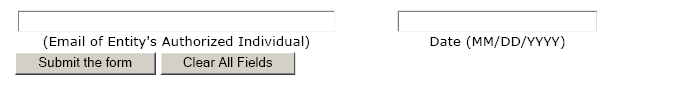 (Email of Entity's Authorized Individual) Date (MM/DD/YYYY)
Submit the form Clear All Fields